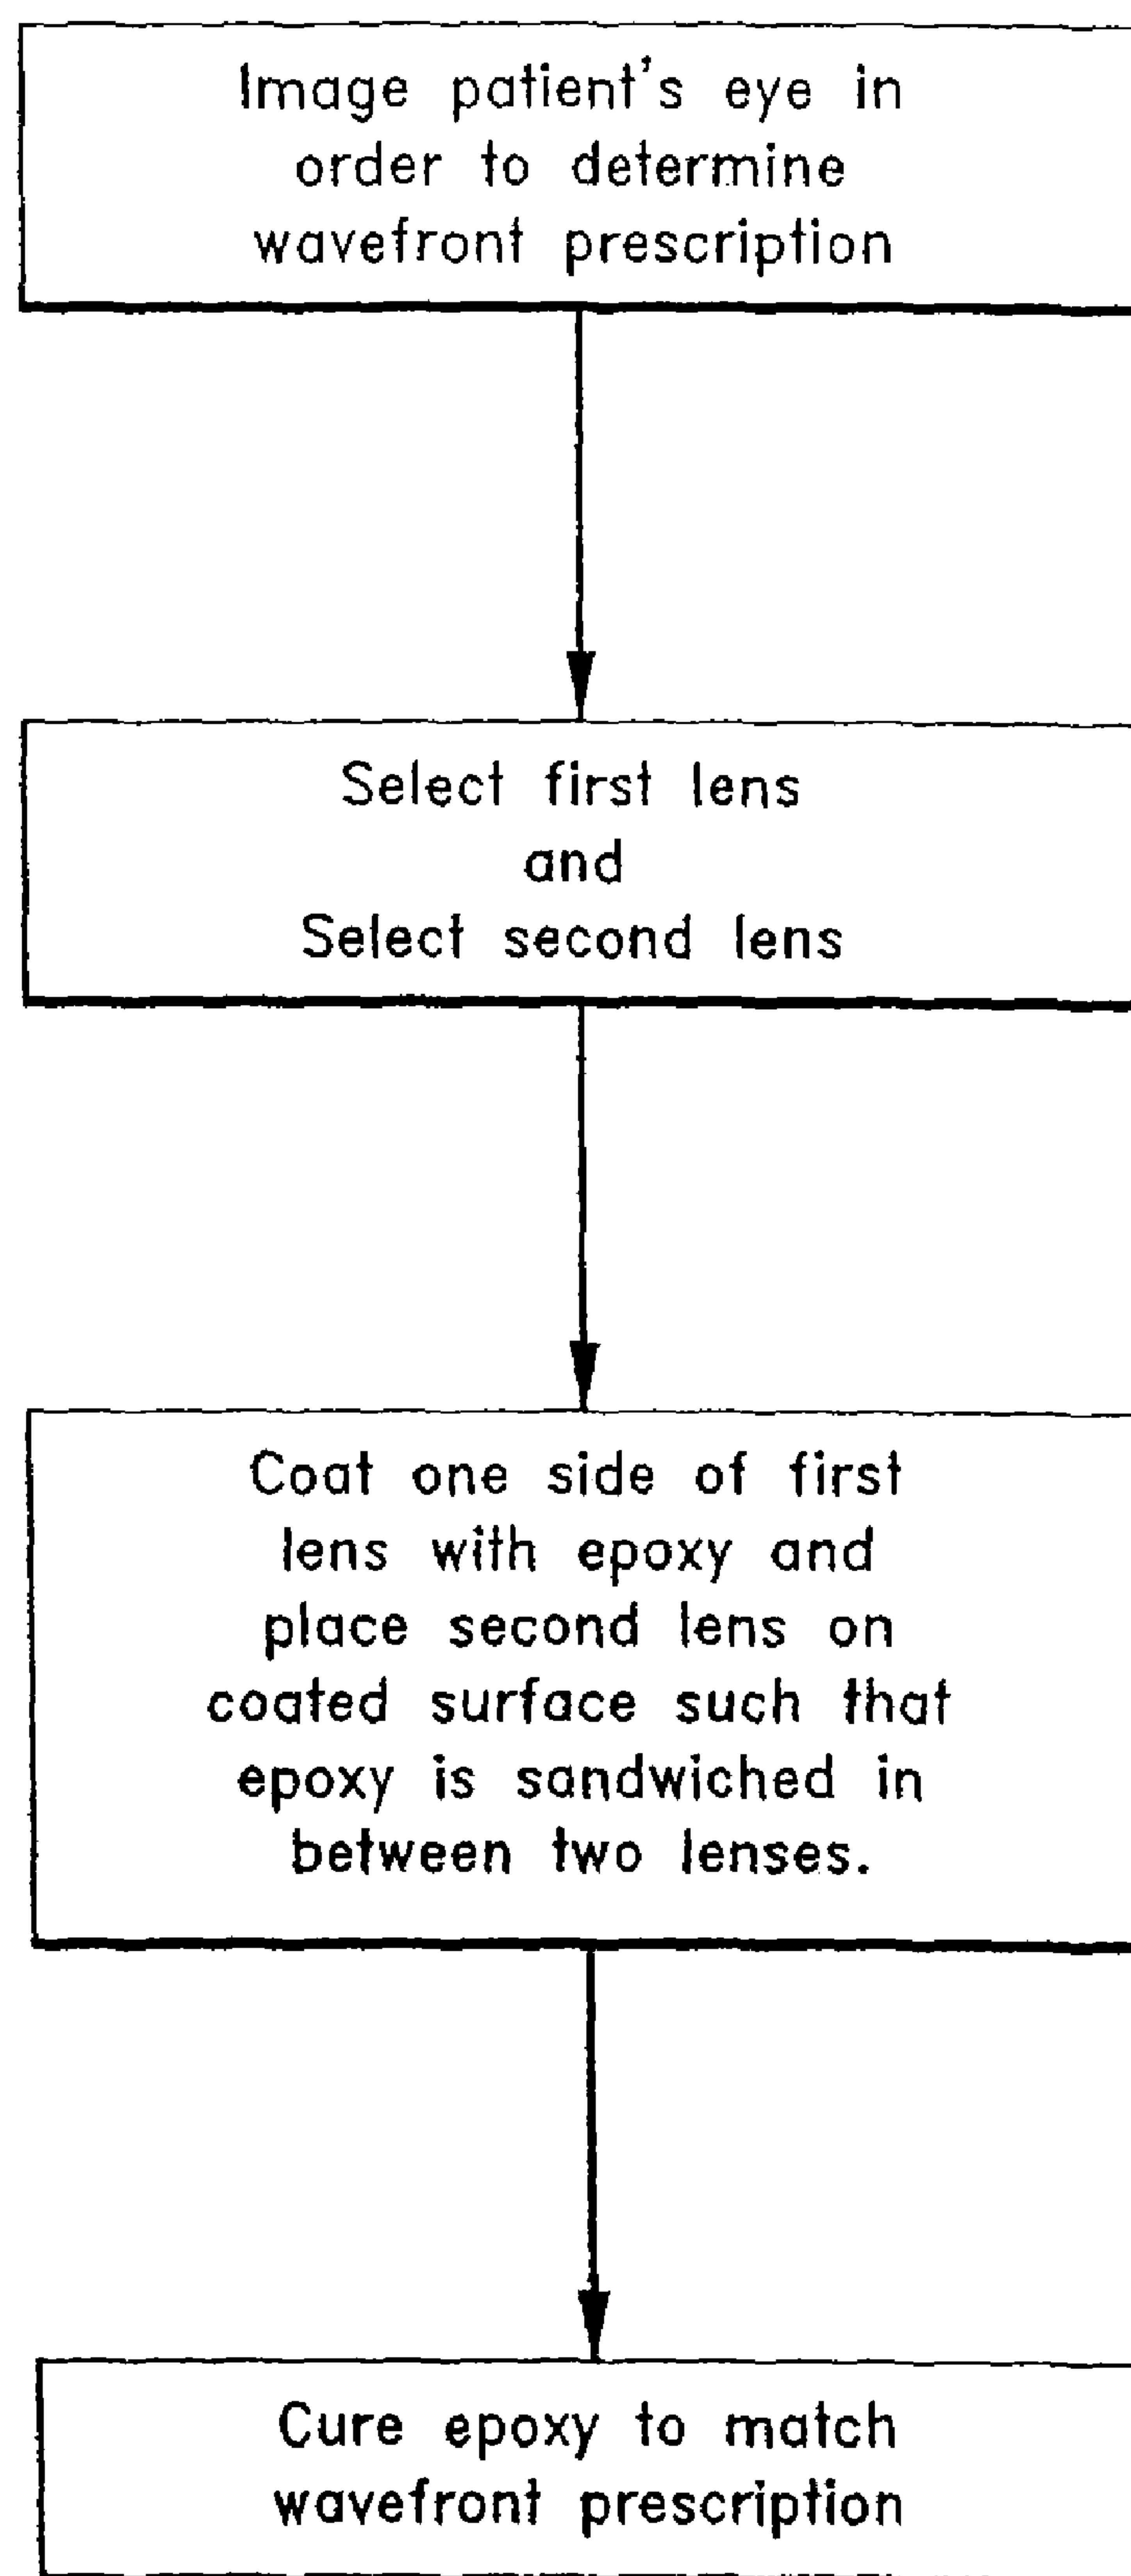 Image patient's eye in
order to determine
wavefront prescription
Select first lens
and
Select second lens
Coat one side of first
lens with epoxy and
place second lens on
coated surface such that
epoxy is sandwiched in
between two lenses.
Cure epoxy to match
wavefront prescription